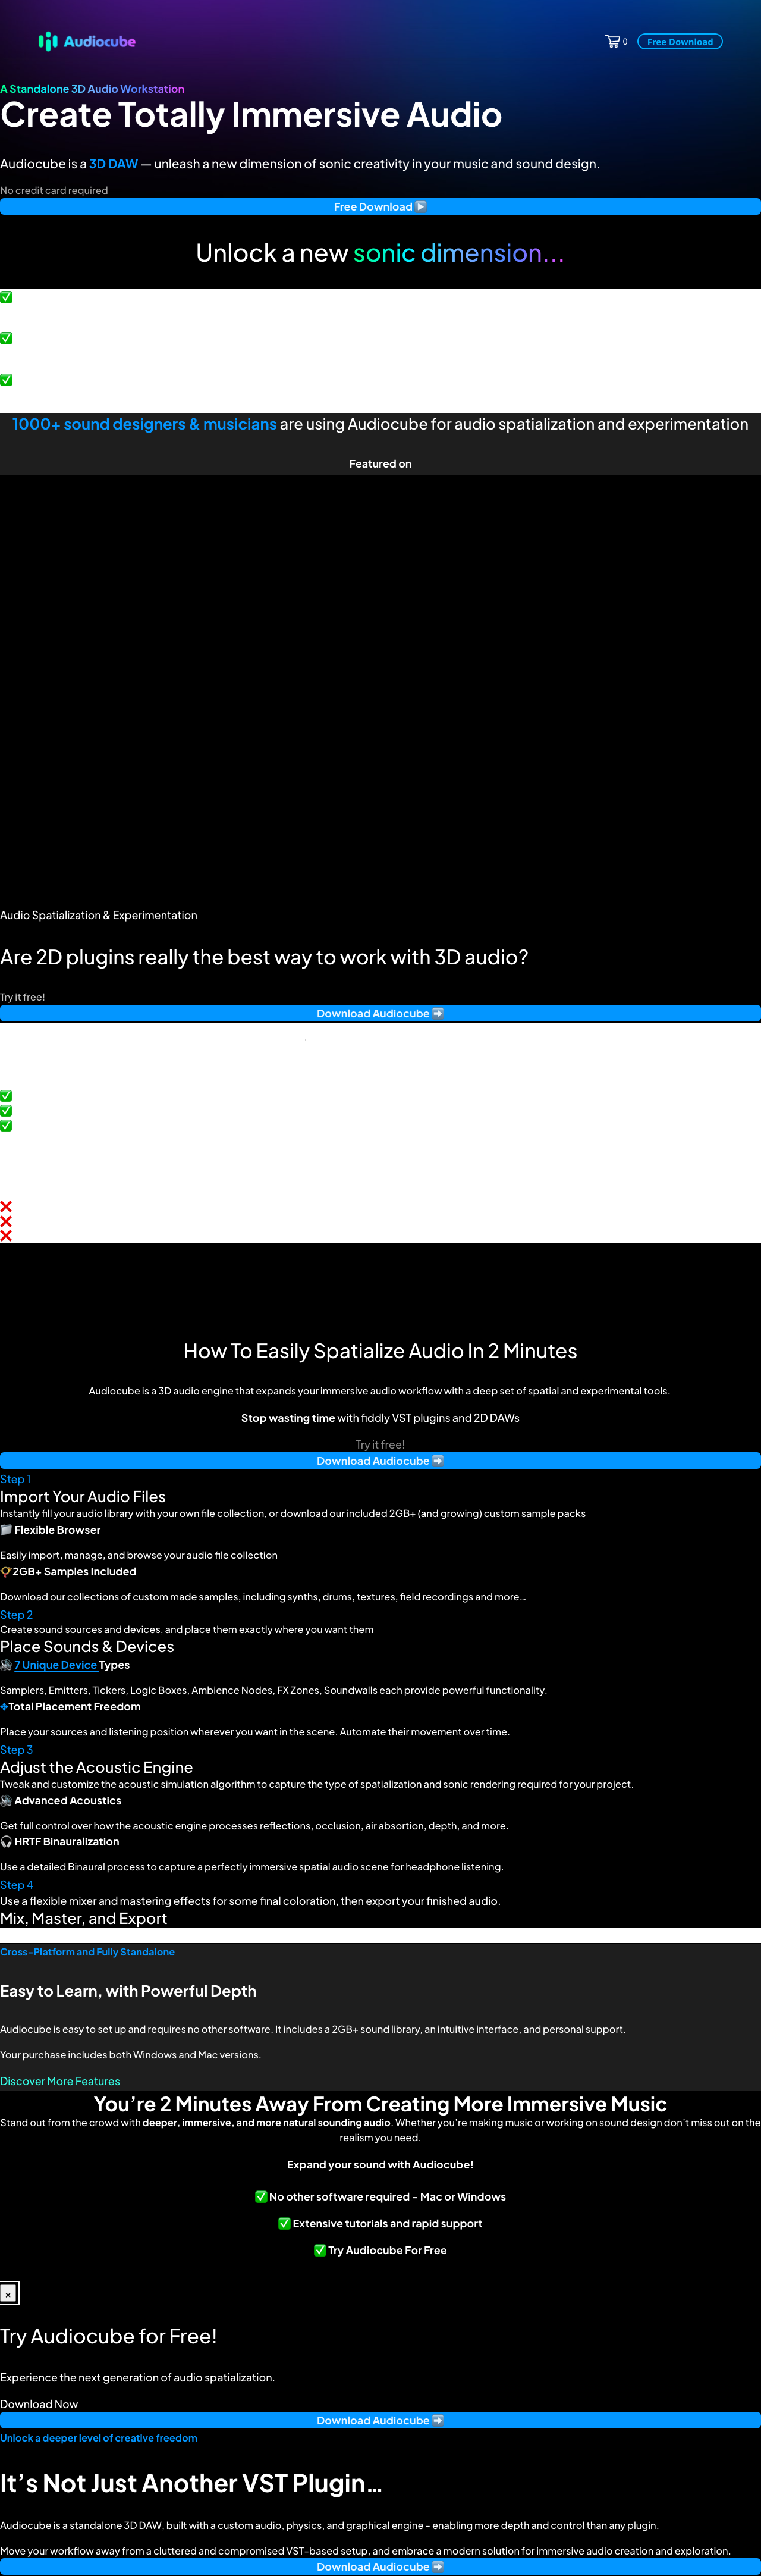 Audiocube
0
Free Download
A Standalone 3D Audio Workstation
Create Totally Immersive Audio
Audiocube is a 3D DAW — unleash a new dimension of sonic creativity in your music and sound design.
No credit card required
Free Download ▶️
Unlock a new sonic dimension...
✅
✅
✅
1000+ sound designers & musicians are using Audiocube for audio spatialization and experimentation
Featured on
Audio Spatialization & Experimentation
Are 2D plugins really the best way to work with 3D audio?
Try it free!
Download Audiocube ➡️
✅
✅
✅
❌
❌
❌
How To Easily Spatialize Audio In 2 Minutes
Audiocube is a 3D audio engine that expands your immersive audio workflow with a deep set of spatial and experimental tools.
Stop wasting time with fiddly VST plugins and 2D DAWs
Try it free!
Download Audiocube ➡️
Step 1
Import Your Audio Files
Instantly fill your audio library with your own file collection, or download our included 2GB+ (and growing) custom sample packs
Flexible Browser
Easily import, manage, and browse your audio file collection
2GB+ Samples Included
Download our collections of custom made samples, including synths, drums, textures, field recordings and more…
Step 2
Create sound sources and devices, and place them exactly where you want them
Place Sounds & Devices
7 Unique Device Types
Samplers, Emitters, Tickers, Logic Boxes, Ambience Nodes, FX Zones, Soundwalls each provide powerful functionality.
Total Placement Freedom
Place your sources and listening position wherever you want in the scene. Automate their movement over time.
Step 3
Adjust the Acoustic Engine
Tweak and customize the acoustic simulation algorithm to capture the type of spatialization and sonic rendering required for your project.
Advanced Acoustics
Get full control over how the acoustic engine processes reflections, occlusion, air absortion, depth, and more.
HRTF Binauralization
Use a detailed Binaural process to capture a perfectly immersive spatial audio scene for headphone listening.
Step 4
Use a flexible mixer and mastering effects for some final coloration, then export your finished audio.
Mix, Master, and Export
Cross-Platform and Fully Standalone
Easy to Learn, with Powerful Depth
Audiocube is easy to set up and requires no other software. It includes a 2GB+ sound library, an intuitive interface, and personal support.
Your purchase includes both Windows and Mac versions.
Discover More Features
You’re 2 Minutes Away From Creating More Immersive Music
Stand out from the crowd with deeper, immersive, and more natural sounding audio. Whether you’re making music or working on sound design don’t miss out on the
realism you need.
Expand your sound with Audiocube!
✅ No other software required - Mac or Windows
✅ Extensive tutorials and rapid support
✅ Try Audiocube For Free
×
Try Audiocube for Free!
Experience the next generation of audio spatialization.
Download Now
Download Audiocube ➡️
Unlock a deeper level of creative freedom
It’s Not Just Another VST Plugin…
Audiocube is a standalone 3D DAW, built with a custom audio, physics, and graphical engine - enabling more depth and control than any plugin.
Move your workflow away from a cluttered and compromised VST-based setup, and embrace a modern solution for immersive audio creation and exploration.
Download Audiocube ➡️